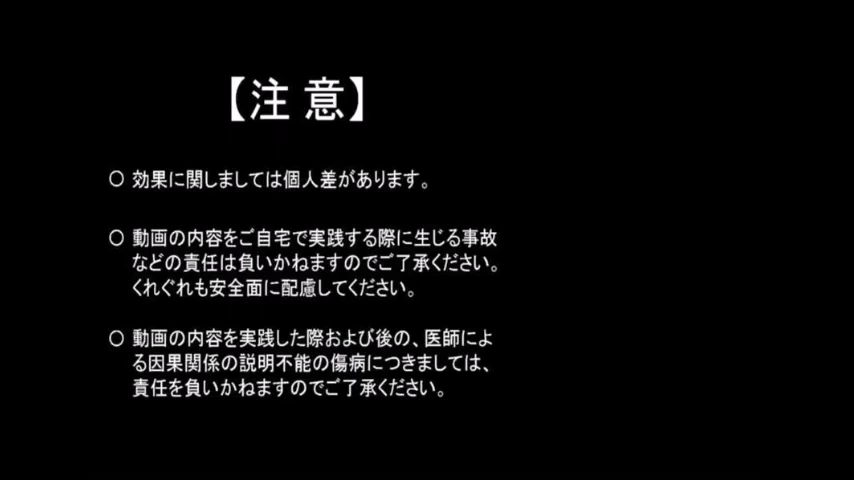 【注 意】
○ 効果に関しましては個人差があります。
○ 動画の内容をご自宅で実践する際に生じる事故
などの責任は負いかねますのでご了承ください。
くれぐれも安全面に配慮してください。
○ 動画の内容を実践した際および後の、医師によ
る因果関係の説明不能の傷病につきましては、
責任を負いかねますのでご了承ください。